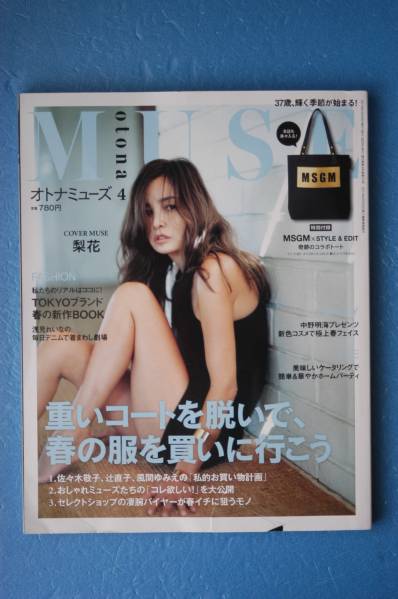 37歳、輝く季節が始まる!
MUSE
otona
オトナミューズ 4
780円
MSGM
COVER MUSE
梨花
特別付録
MSGM×STYLE & EDIT
奇跡のコラボトート
FASHION
私たちのリアルはココに!
TOKYOブランド
春の新作BOOK
浅見れいなの
毎日デニムで着まわし劇場
中野明海プレゼンツ
新色コスメで極上春フェイス
美味しいケータリングで
簡単&華やかホームパーティ
重いコートを脱いで、
春の服を買いに行こう
1.佐々木敬子、辻直子、風間ゆみえの「私的お買い物計画」
2.おしゃれミューズたちの「コレ欲しい!」を大公開
3.セレクトショップの凄腕バイヤーが春イチに狙うモノ